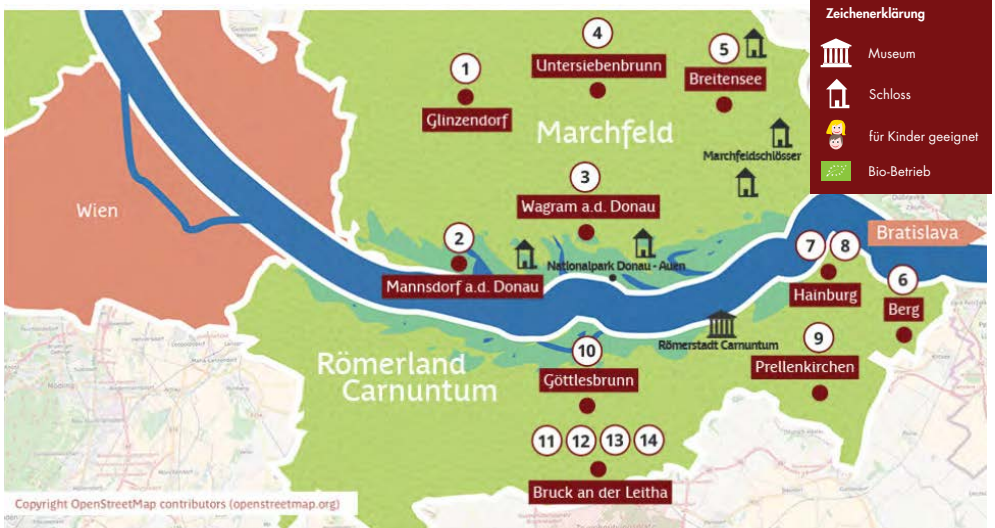 Zeichenerklärung
Museum
Schloss
für Kinder geeignet
Bio-Betrieb
1
Glinzendorf
4
Untersiebenbrunn
5
Breitensee
Marchfeld
Marchfeldschlösser
3
Wagram a.d. Donau
Wien
2
Mannsdorf a.d. Donau
Nationalpark Donau-Auen
Bratislava
7 8
Hainburg
6
Berg
Römerstadt Carnuntum
9
Prellenkirchen
10
Göttlesbrunn
Römerland
Carnuntum
11 12 13 14
Bruck an der Leitha
Copyright OpenStreetMap contributors (openstreetmap.org)